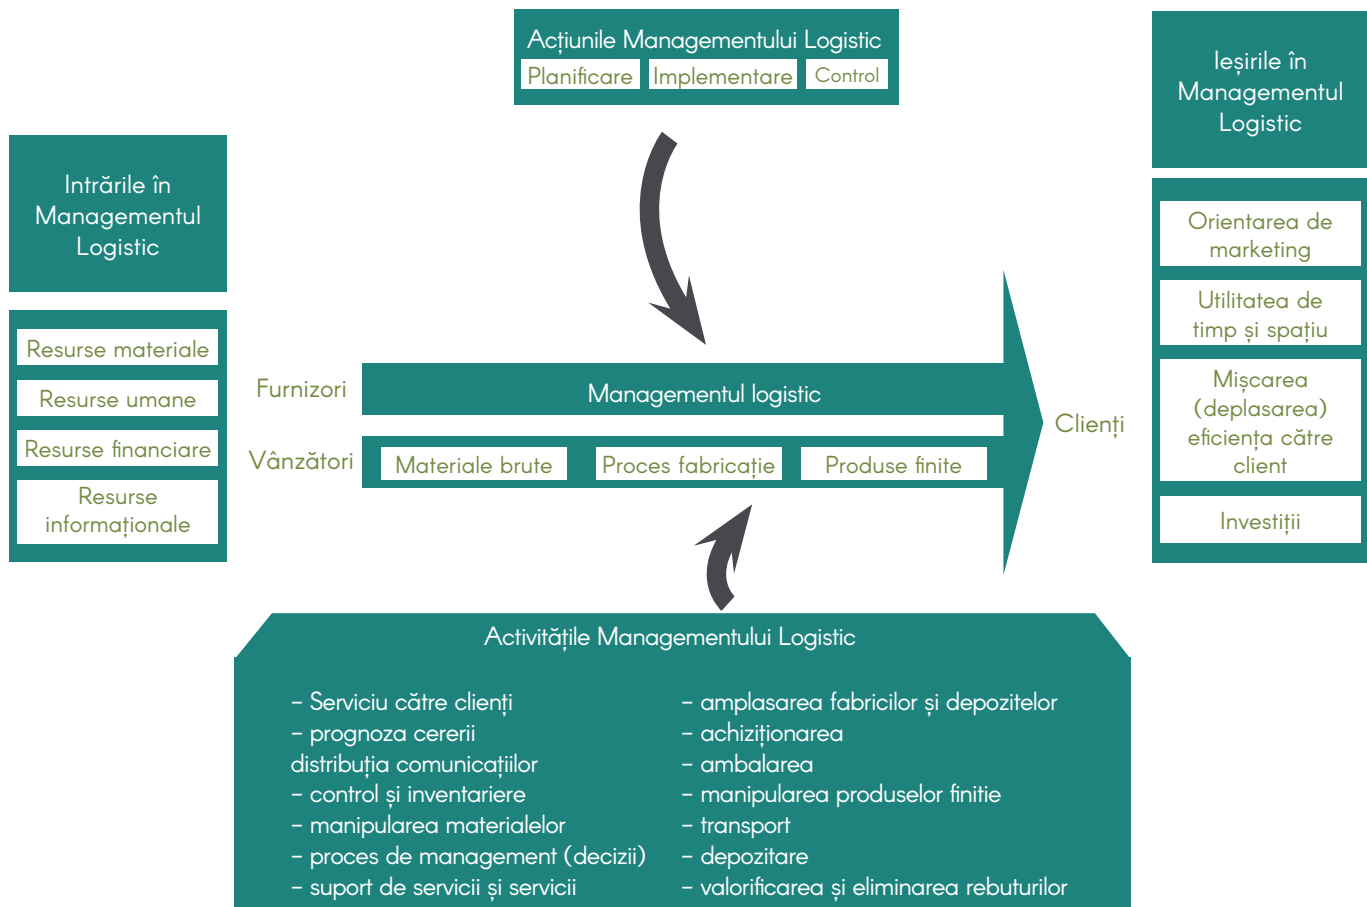 Acțiunile Managementului Logistic
Planificare
Implementare
Control
Ieșirile în
Managementul
Logistic
Intrările în
Managementul
Logistic
Resurse materiale
Resurse umane
Resurse financiare
Resurse
informaționale
Furnizori
Vânzători
Managementul logistic
Materiale brute
Proces fabricație
Produse finite
Clienți
Orientarea de
marketing
Utilitatea de
timp și spațiu
Mișcarea
(deplasarea)
eficiența către
client
Investiții
Activitățile Managementului Logistic
– Serviciu către clienți
– prognoza cererii
distribuția comunicațiilor
– control și inventariere
– manipularea materialelor
– proces de management (decizii)
– suport de servicii și servicii
– amplasarea fabricilor și depozitelor
– achiziționarea
– ambalarea
– manipularea produselor finitie
– transport
– depozitare
– valorificarea și eliminarea rebuturilor